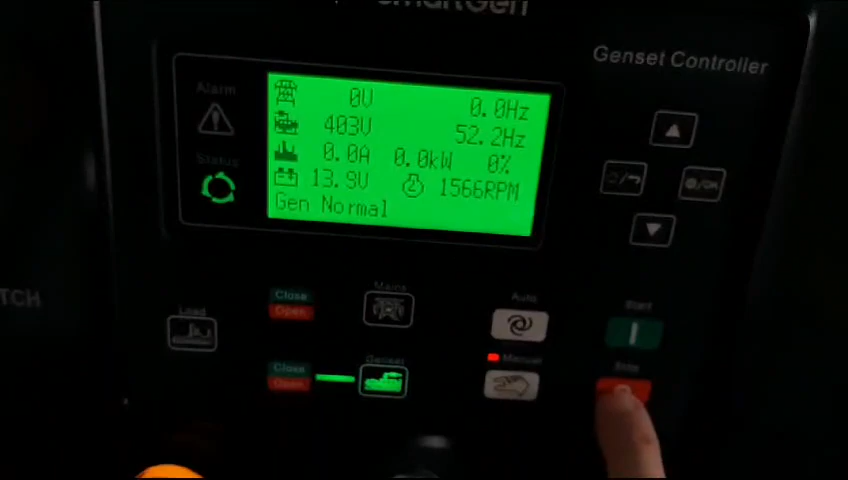 SmartGen
Genset Controller
Alarm
0V 0.0Hz
403V 52.2Hz
Status
0.0A 0.0kW 0%
13.9V 1566RPM
Gen Normal
TCH
Load
Close
Open
Mains
Auto
Start
Close
Open
Genset
Manual
Stop